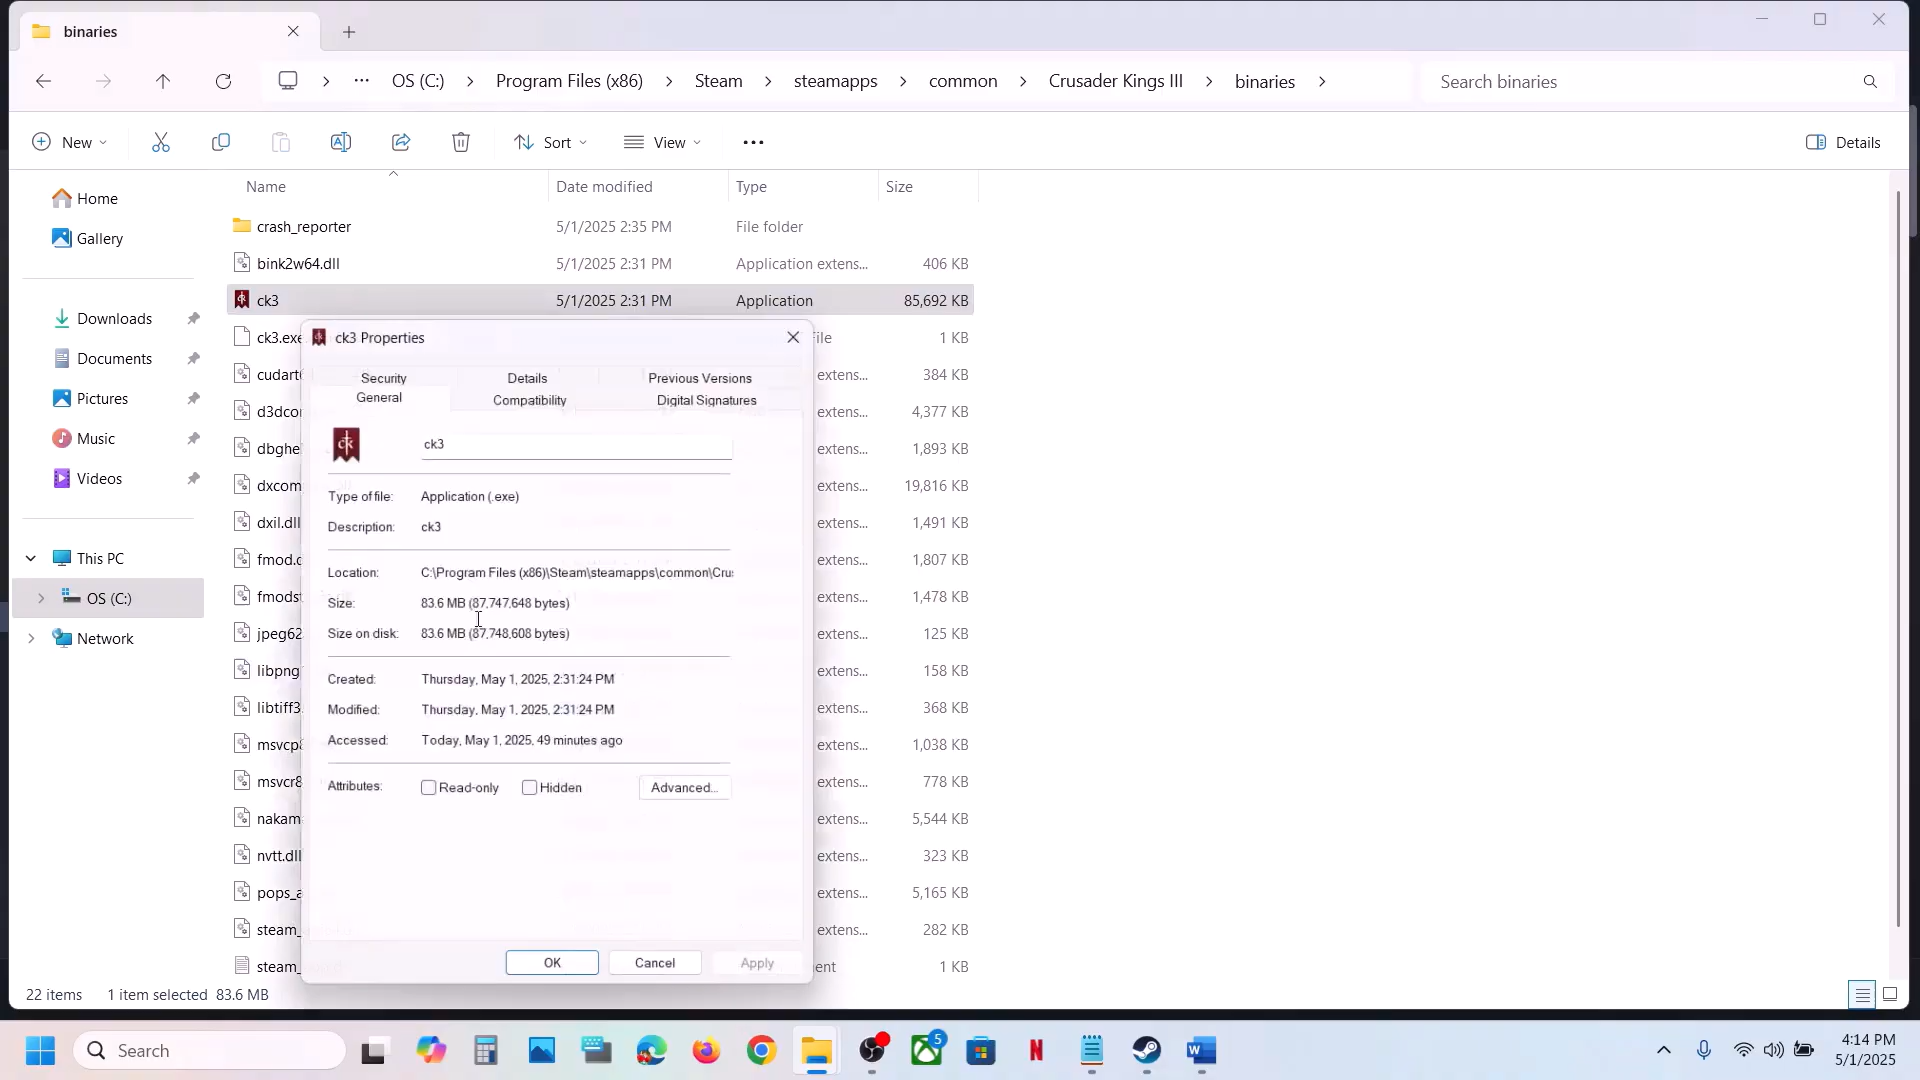 binaries
OS (C:) > Program Files (x86) > Steam > steamapps > common > Crusader Kings III > binaries >
Search binaries
New
Sort
View
Details
Name Date modified Type Size
Home
Gallery
Downloads
Documents
Pictures
Music
Videos
This PC
OS (C:)
Network
crash_reporter 5/1/2025 2:35 PM File folder
bink2w64.dll 5/1/2025 2:31 PM Application extens... 406 KB
ck3 5/1/2025 2:31 PM Application 85,692 KB
ck3.exe 1 KB
extens... 384 KB
extens... 4,377 KB
extens... 1,893 KB
extens... 19,816 KB
dxil.dll extens... 1,491 KB
extens... 1,807 KB
extens... 1,478 KB
extens... 125 KB
extens... 158 KB
extens... 368 KB
extens... 1,038 KB
extens... 778 KB
extens... 5,544 KB
nvtt.dll extens... 323 KB
extens... 5,165 KB
steam_ extens... 282 KB
steam_ 1 KB
ck3 Properties
Security Details Previous Versions
General Compatibility Digital Signatures
ck3
Type of file: Application (.exe)
Description: ck3
Location: C:\Program Files (x86)\Steam\steamapps\common\Cru
Size: 83.6 MB (87,747,648 bytes)
Size on disk: 83.6 MB (87,748,608 bytes)
Created: Thursday, May 1, 2025, 2:31:24 PM
Modified: Thursday, May 1, 2025, 2:31:24 PM
Accessed: Today, May 1, 2025, 49 minutes ago
Attributes: Read-only Hidden Advanced...
OK Cancel Apply
22 items 1 item selected 83.6 MB
Search
5
4:14 PM
5/1/2025